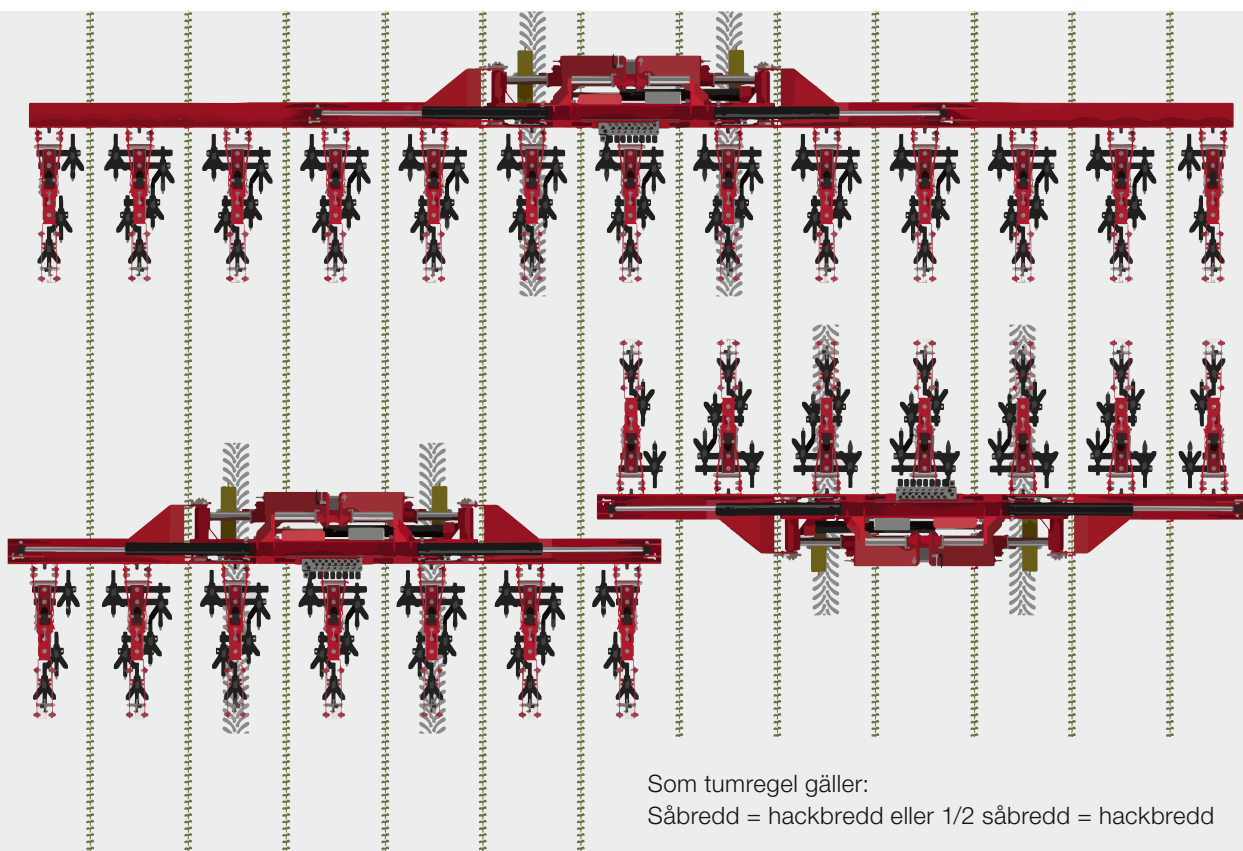 Som tumregel gäller:
Såbredd = hackbredd eller 1/2 såbredd = hackbredd